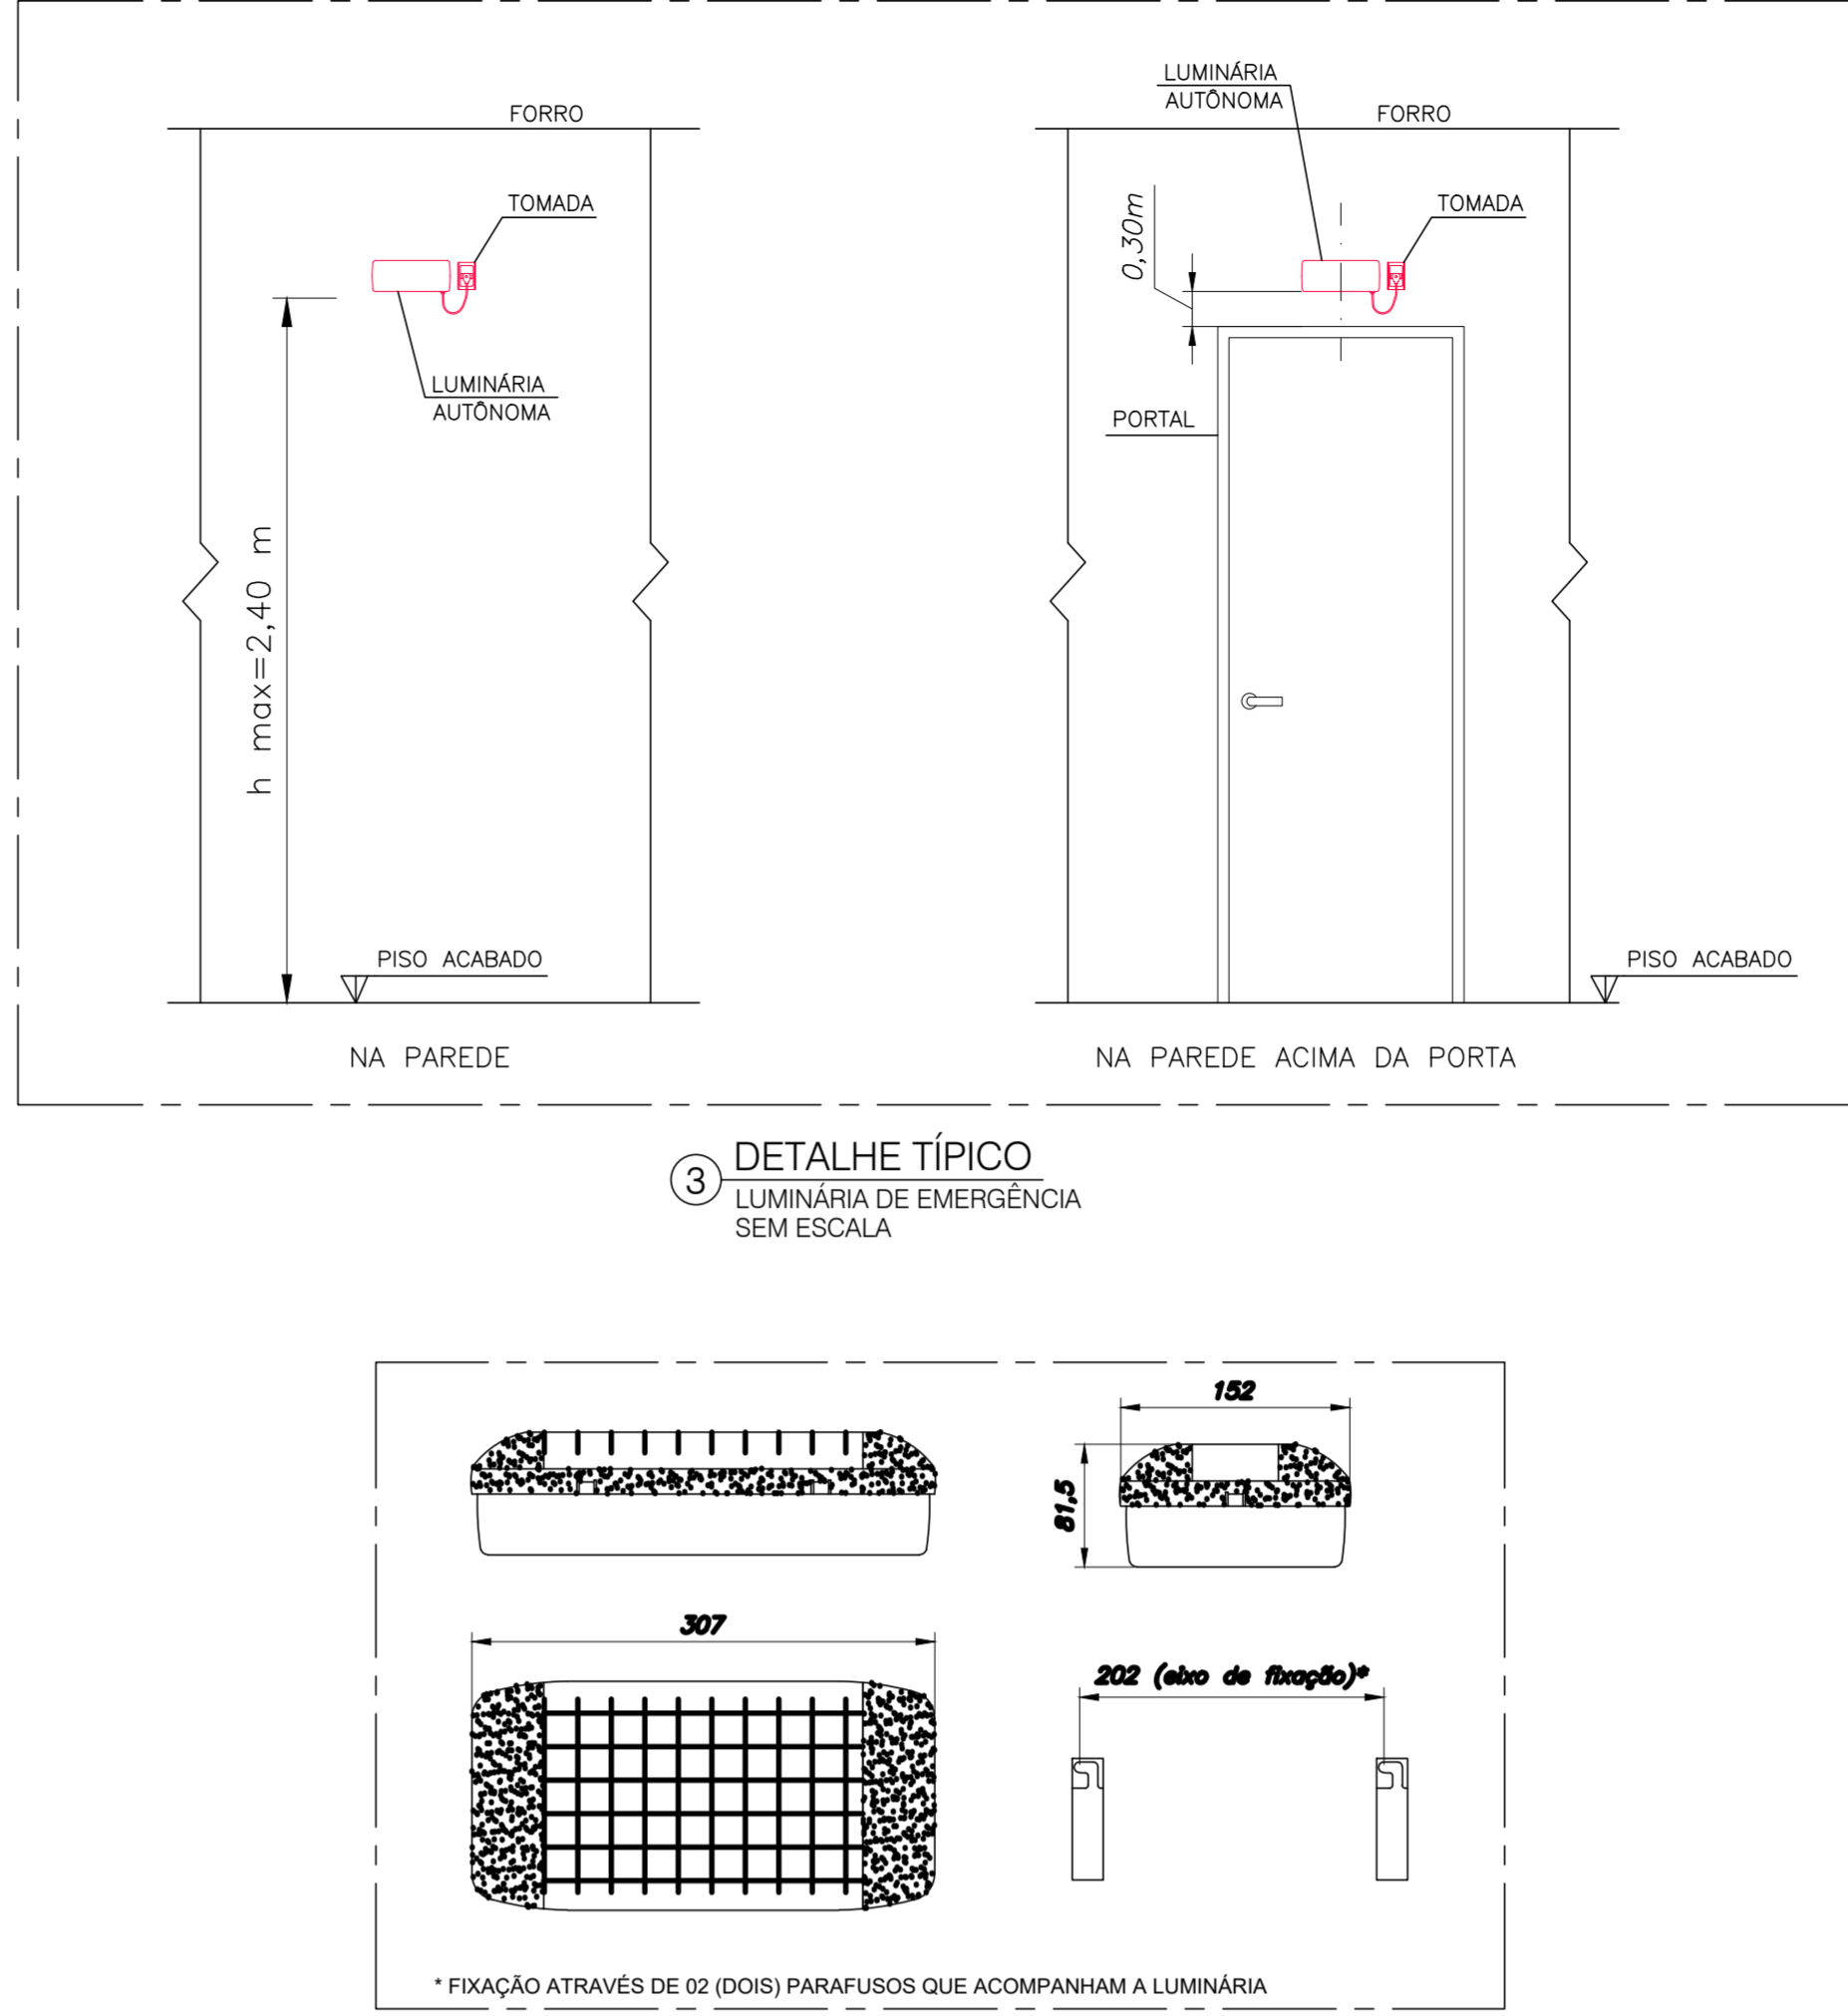 FORRO
TOMADA
LUMINÁRIA
AUTÔNOMA
h max=2,40 m
PISO ACABADO
NA PAREDE
LUMINÁRIA
AUTÔNOMA
FORRO
0,30m
TOMADA
PORTAL
PISO ACABADO
NA PAREDE ACIMA DA PORTA
3
DETALHE TÍPICO
LUMINÁRIA DE EMERGÊNCIA
SEM ESCALA
152
81,5
307
202 (eixo de fixação)*
* FIXAÇÃO ATRAVÉS DE 02 (DOIS) PARAFUSOS QUE ACOMPANHAM A LUMINÁRIA